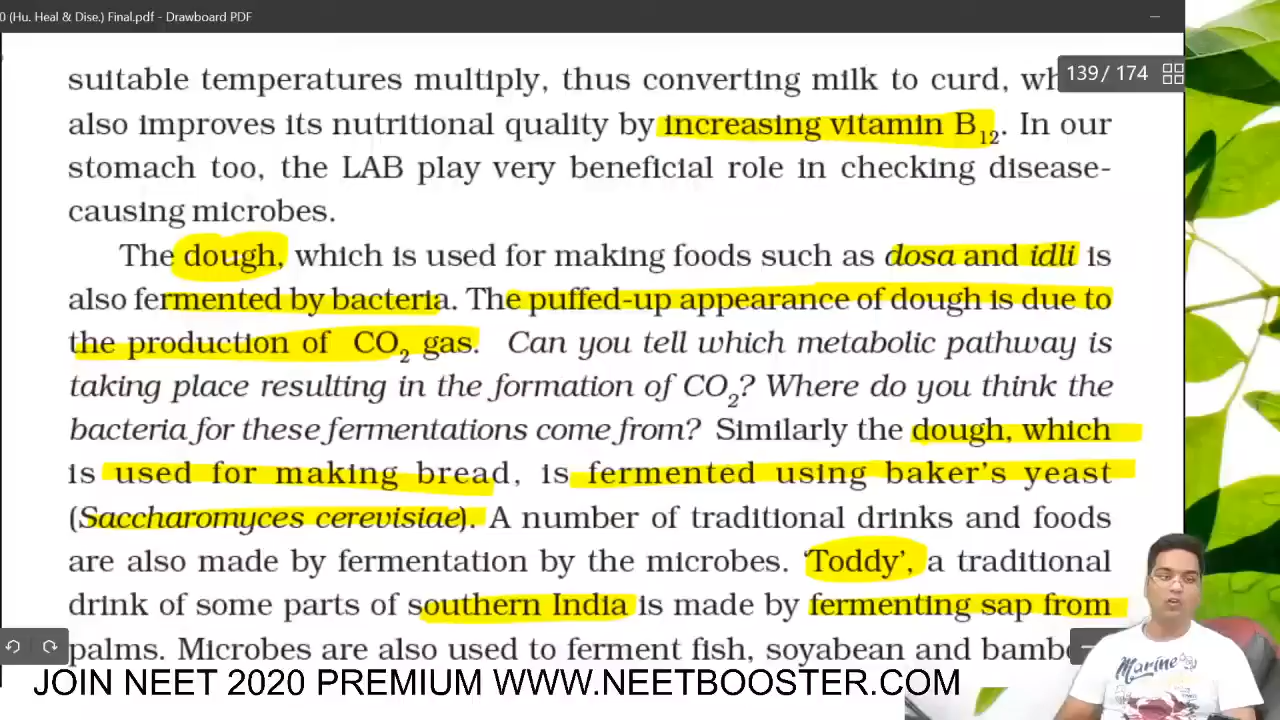 0 (Hu. Heal & Dise.) Final.pdf - Drawboard PDF
139 / 174
suitable temperatures multiply, thus converting milk to curd, wh
also improves its nutritional quality by increasing vitamin B12. In our
stomach too, the LAB play very beneficial role in checking disease-
causing microbes.
The dough, which is used for making foods such as dosa and idli is
also fermented by bacteria. The puffed-up appearance of dough is due to
the production of CO2 gas. Can you tell which metabolic pathway is
taking place resulting in the formation of CO2? Where do you think the
bacteria for these fermentations come from? Similarly the dough, which
is used for making bread, is fermented using baker's yeast
(Saccharomyces cerevisiae). A number of traditional drinks and foods
are also made by fermentation by the microbes. ‘Toddy’, a traditional
drink of some parts of southern India is made by fermenting sap from
palms. Microbes are also used to ferment fish, soyabean and bamb
JOIN NEET 2020 PREMIUM WWW.NEETBOOSTER.COM
Marine